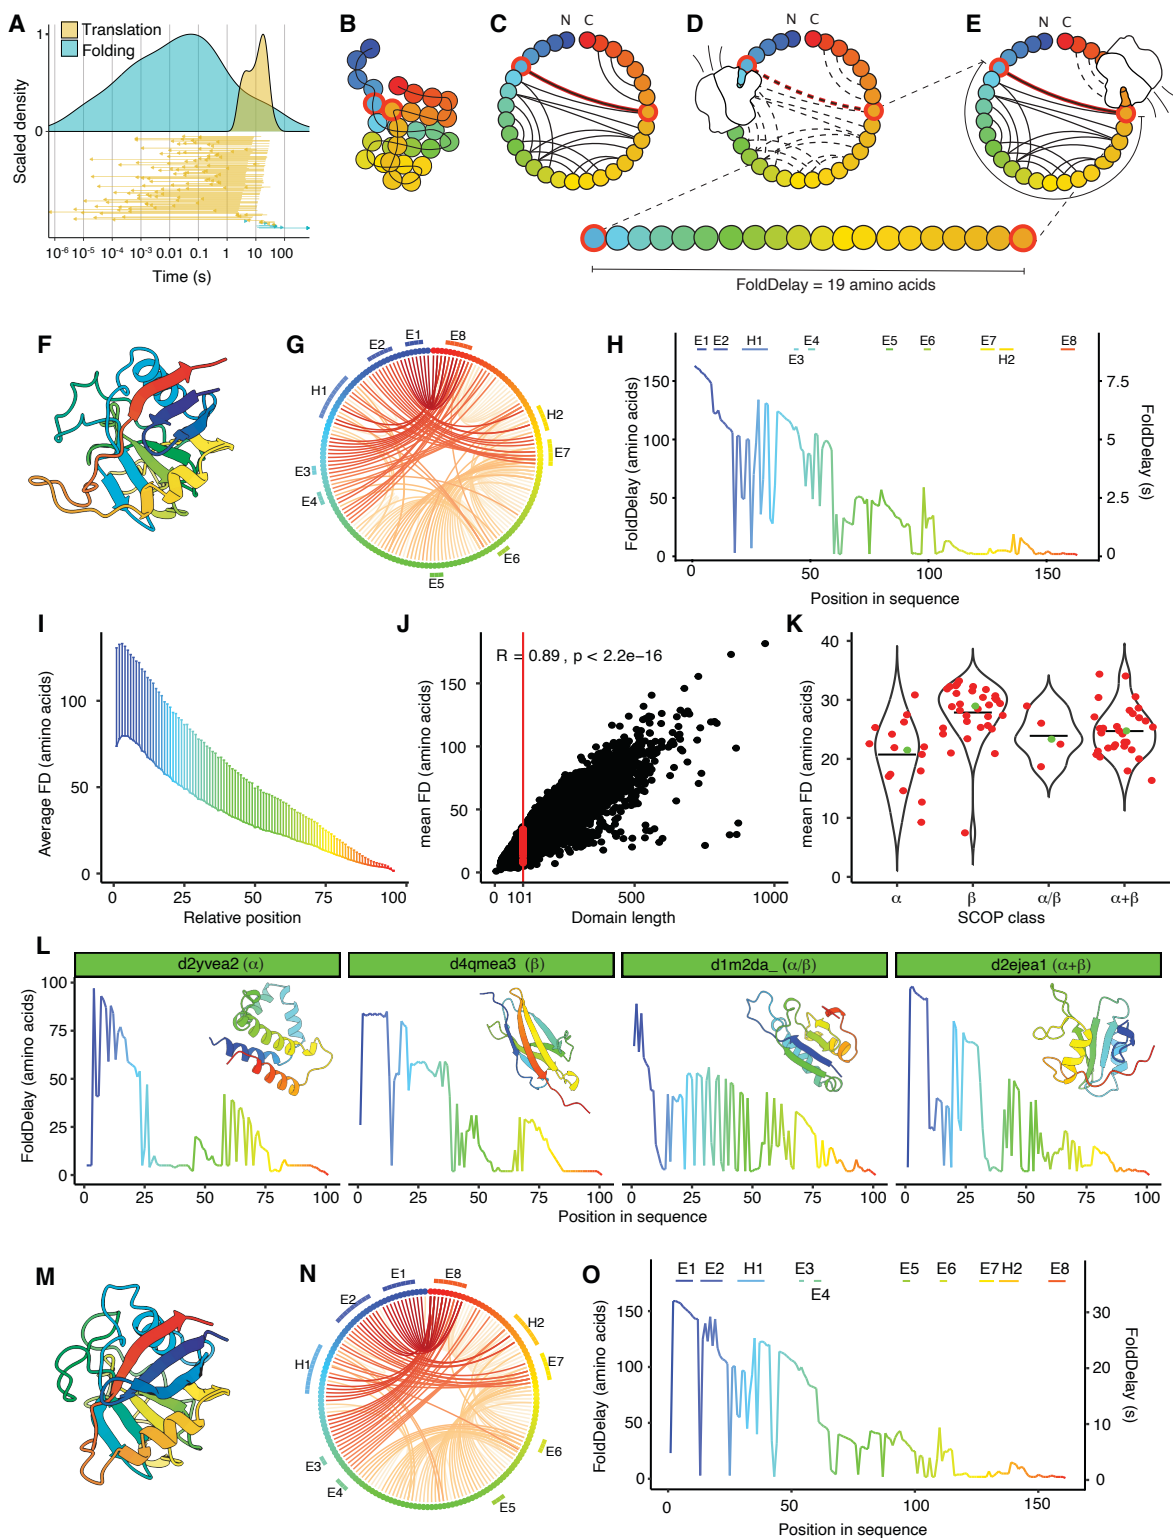 A
Translation
Folding
Scaled density
1
0
10⁻⁶ 10⁻⁵ 10⁻⁴ 10⁻³ 0.01 0.1 1 10 100
Time (s)
B
C
N C
D
N C
E
N C
FoldDelay = 19 amino acids
F
G
E1
E2
E8
H1
H2
E7
E3
E4
E6
E5
H
E1 E2 H1 E4 E5 E6 E7 E8
E3 H2
FoldDelay (amino acids)
150
100
50
0
7.5
5
2.5
0
FoldDelay (s)
0 50 100 150
Position in sequence
I
Average FD (amino acids)
100
50
0
0 25 50 75 100
Relative position
J
R = 0.89 , p < 2.2e−16
mean FD (amino acids)
150
100
50
0
0 101 500 1000
Domain length
K
mean FD (amino acids)
40
30
20
10
0
α β α/β α+β
SCOP class
L
d2yvea2 (α) d4qmea3 (β) d1m2da_ (α/β) d2ejea1 (α+β)
FoldDelay (amino acids)
100
75
50
25
0
0 25 50 75 100 0 25 50 75 100 0 25 50 75 100 0 25 50 75 100
Position in sequence
M
N
E1
E2
E8
H1
H2
E7
E3
E4
E6
E5
O
E1 E2 H1 E3 E5 E6 E7 H2 E8
E4
FoldDelay (amino acids)
150
100
50
0
30
20
10
0
FoldDelay (s)
0 50 100 150
Position in sequence